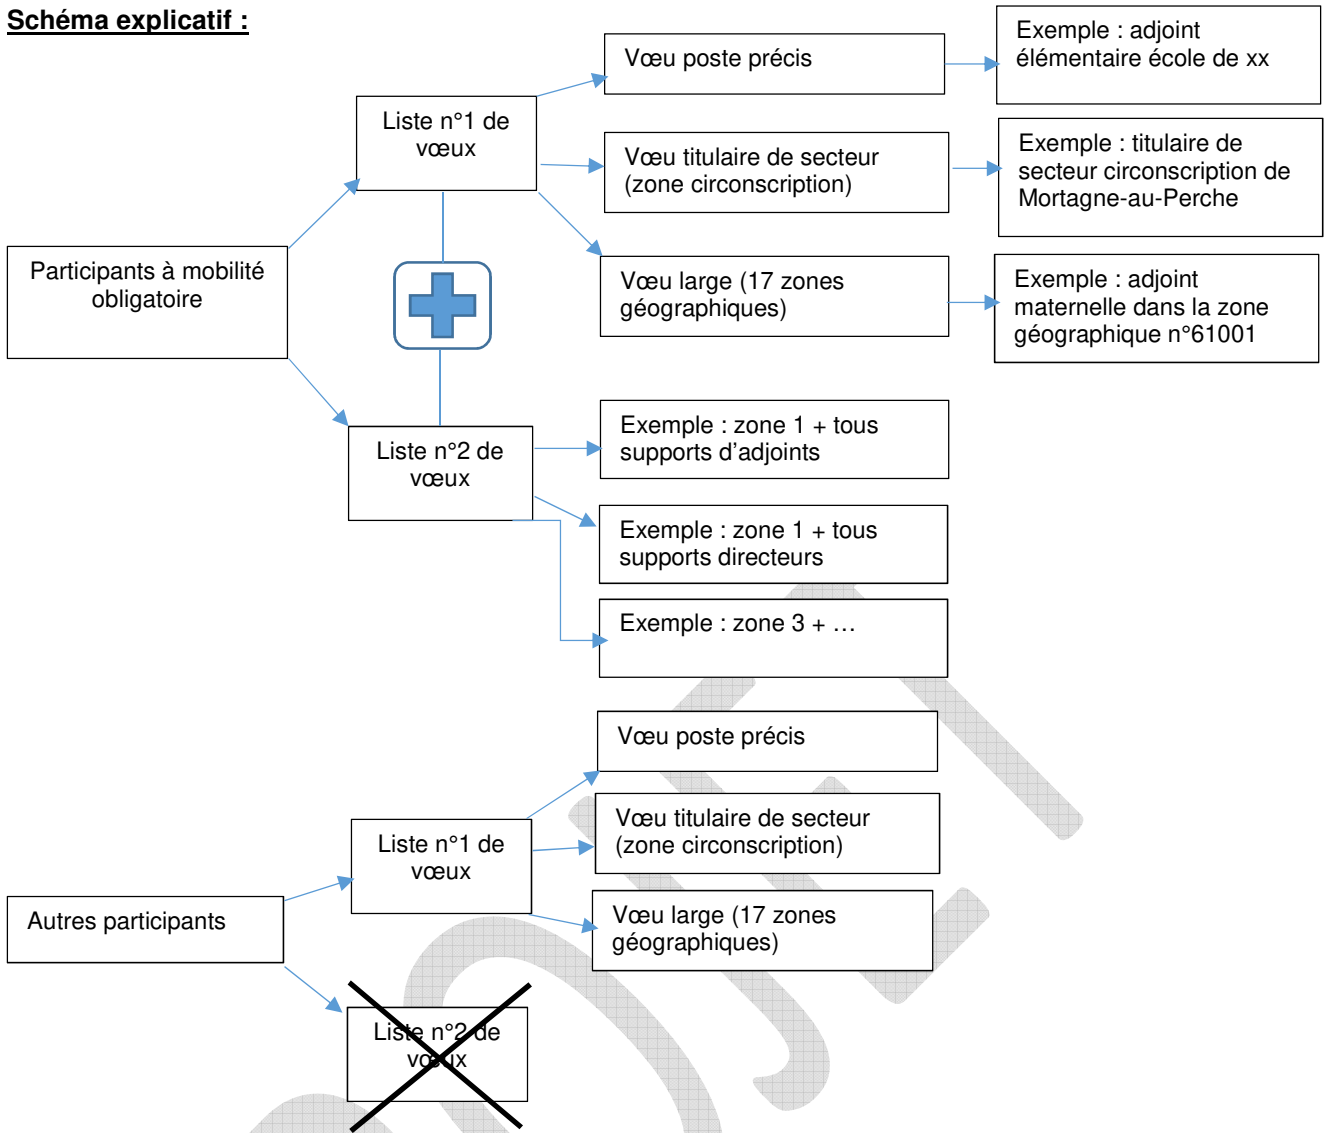 Schéma explicatif :
Vœu poste précis
Exemple : adjoint
élémentaire école de xx
Liste n°1 de
vœux
Vœu titulaire de secteur
(zone circonscription)
Exemple : titulaire de
secteur circonscription de
Mortagne-au-Perche
Participants à mobilité
obligatoire
Vœu large (17 zones
géographiques)
Exemple : adjoint
maternelle dans la zone
géographique n°61001
Liste n°2 de
vœux
Exemple : zone 1 + tous
supports d’adjoints
Exemple : zone 1 + tous
supports directeurs
Exemple : zone 3 + …
Vœu poste précis
Liste n°1 de
vœux
Vœu titulaire de secteur
(zone circonscription)
Autres participants
Vœu large (17 zones
géographiques)
Liste n°2 de
vœux